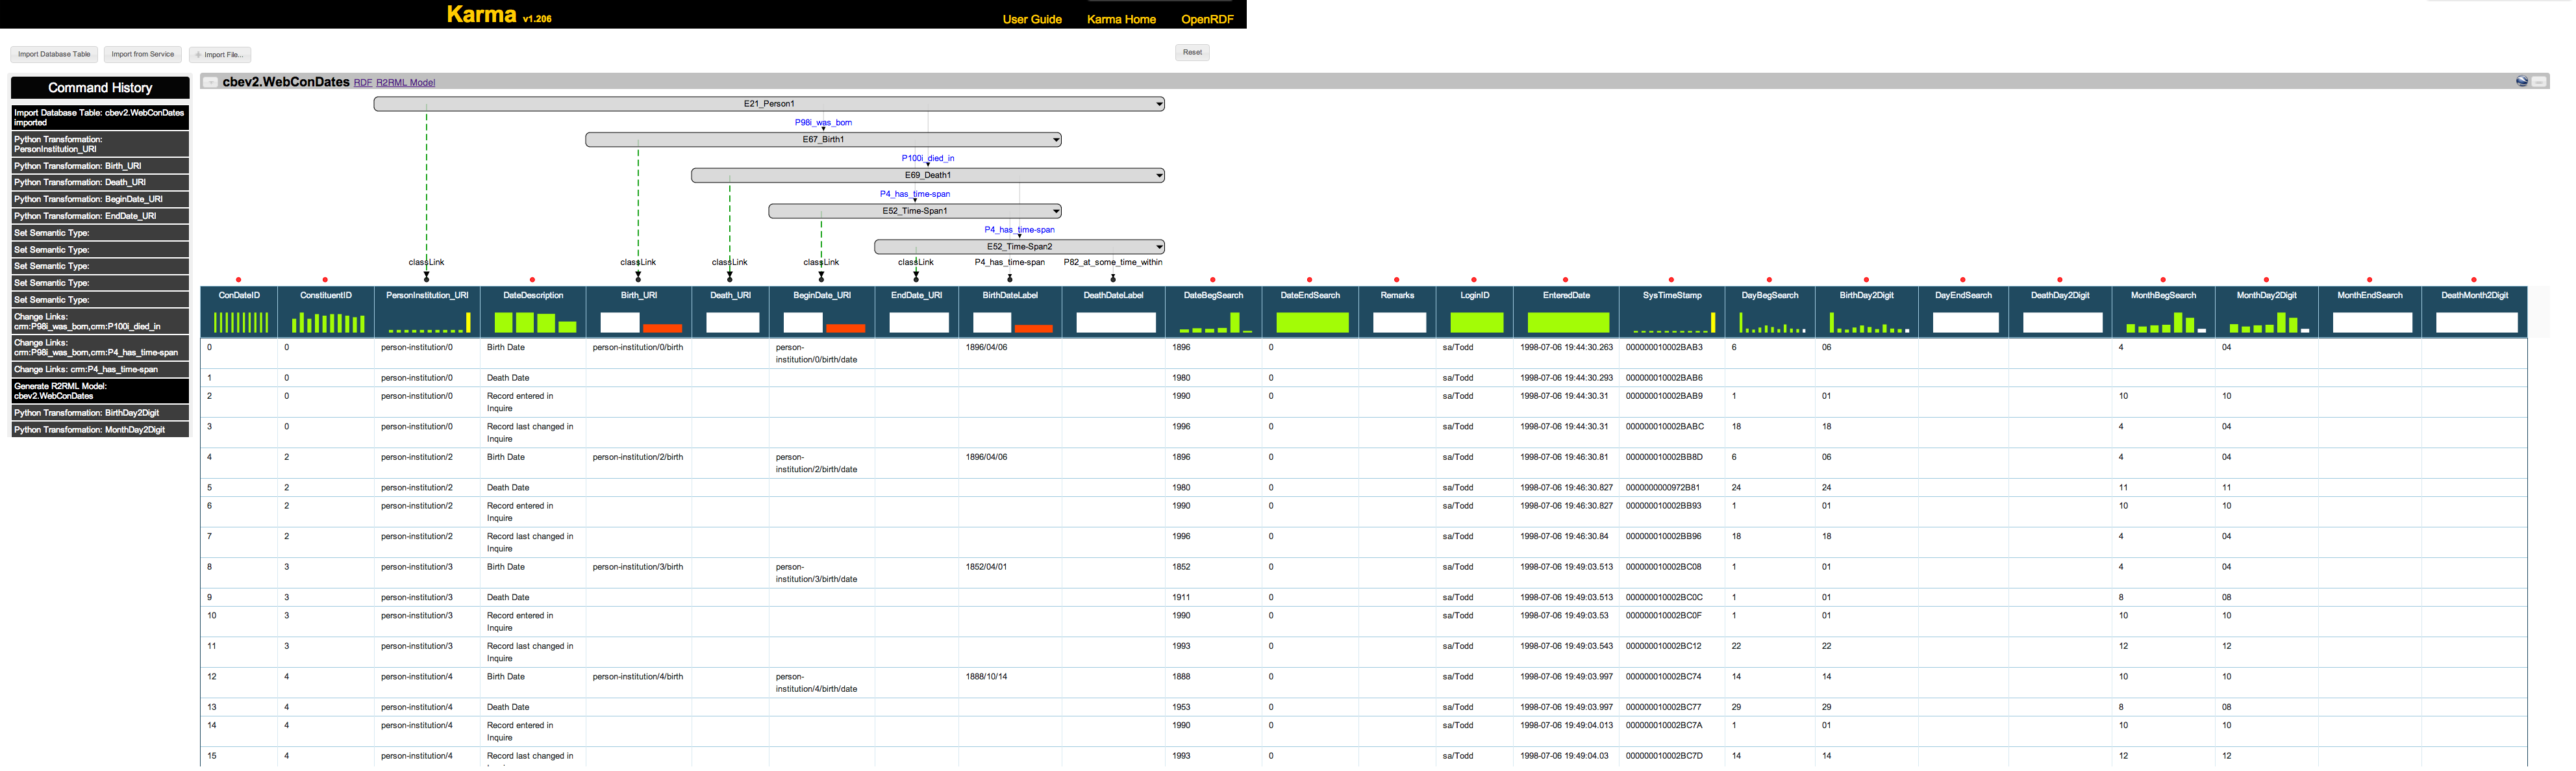 Karma v1.206
User Guide Karma Home OpenRDF
Import Database Table Import from Service Import File... Reset
Command History
Import Database Table: cbev2.WebConDates
imported
Python Transformation:
PersonInstitution_URI
Python Transformation: Birth_URI
Python Transformation: Death_URI
Python Transformation: BeginDate_URI
Python Transformation: EndDate_URI
Set Semantic Type:
Set Semantic Type:
Set Semantic Type:
Set Semantic Type:
Set Semantic Type:
Change Links:
crm:P98i_was_born,crm:P100i_died_in
Change Links:
crm:P98i_was_born,crm:P4_has_time-span
Change Links: crm:P4_has_time-span
Generate R2RML Model:
cbev2.WebConDates
Python Transformation: BirthDay2Digit
Python Transformation: MonthDay2Digit
cbev2.WebConDates RDF R2RML Model
E21_Person1
P98i_was_born
E67_Birth1
P100i_died_in
E69_Death1
P4_has_time-span
E52_Time-Span1
P4_has_time-span
E52_Time-Span2
classLink classLink classLink classLink classLink P4_has_time-span P82_at_some_time_within
ConDateID ConstituentID PersonInstitution_URI DateDescription Birth_URI Death_URI BeginDate_URI EndDate_URI BirthDateLabel DeathDateLabel DateBegSearch DateEndSearch Remarks LoginID EnteredDate SysTimeStamp DayBegSearch BirthDay2Digit DayEndSearch DeathDay2Digit MonthBegSearch MonthDay2Digit MonthEndSearch DeathMonth2Digit
0 0 person-institution/0 Birth Date person-institution/0/birth person- 1896/04/06 1896 0 sa/Todd 1998-07-06 19:44:30.263 000000010002BAB3 6 06 4 04
institution/0/birth/date
1 0 person-institution/0 Death Date 1980 0 sa/Todd 1998-07-06 19:44:30.293 000000010002BAB6
2 0 person-institution/0 Record entered in 1990 0 sa/Todd 1998-07-06 19:44:30.31 000000010002BAB9 1 01 10 10
Inquire
3 0 person-institution/0 Record last changed in 1996 0 sa/Todd 1998-07-06 19:44:30.31 000000010002BABC 18 18 4 04
Inquire
4 2 person-institution/2 Birth Date person-institution/2/birth person- 1896/04/06 1896 0 sa/Todd 1998-07-06 19:46:30.81 000000010002BB8D 6 06 4 04
institution/2/birth/date
5 2 person-institution/2 Death Date 1980 0 sa/Todd 1998-07-06 19:46:30.827 0000000000972B81 24 24 11 11
6 2 person-institution/2 Record entered in 1990 0 sa/Todd 1998-07-06 19:46:30.827 000000010002BB93 1 01 10 10
Inquire
7 2 person-institution/2 Record last changed in 1996 0 sa/Todd 1998-07-06 19:46:30.84 000000010002BB96 18 18 4 04
Inquire
8 3 person-institution/3 Birth Date person-institution/3/birth person- 1852/04/01 1852 0 sa/Todd 1998-07-06 19:49:03.513 000000010002BC08 1 01 4 04
institution/3/birth/date
9 3 person-institution/3 Death Date 1911 0 sa/Todd 1998-07-06 19:49:03.513 000000010002BC0C 1 01 8 08
10 3 person-institution/3 Record entered in 1990 0 sa/Todd 1998-07-06 19:49:03.53 000000010002BC0F 1 01 10 10
Inquire
11 3 person-institution/3 Record last changed in 1993 0 sa/Todd 1998-07-06 19:49:03.543 000000010002BC12 22 22 12 12
Inquire
12 4 person-institution/4 Birth Date person-institution/4/birth person- 1888/10/14 1888 0 sa/Todd 1998-07-06 19:49:03.997 000000010002BC74 14 14 10 10
institution/4/birth/date
13 4 person-institution/4 Death Date 1953 0 sa/Todd 1998-07-06 19:49:03.997 000000010002BC77 29 29 8 08
14 4 person-institution/4 Record entered in 1990 0 sa/Todd 1998-07-06 19:49:04.013 000000010002BC7A 1 01 10 10
Inquire
15 4 person-institution/4 Record last changed in 1993 0 sa/Todd 1998-07-06 19:49:04.03 000000010002BC7D 14 14 12 12